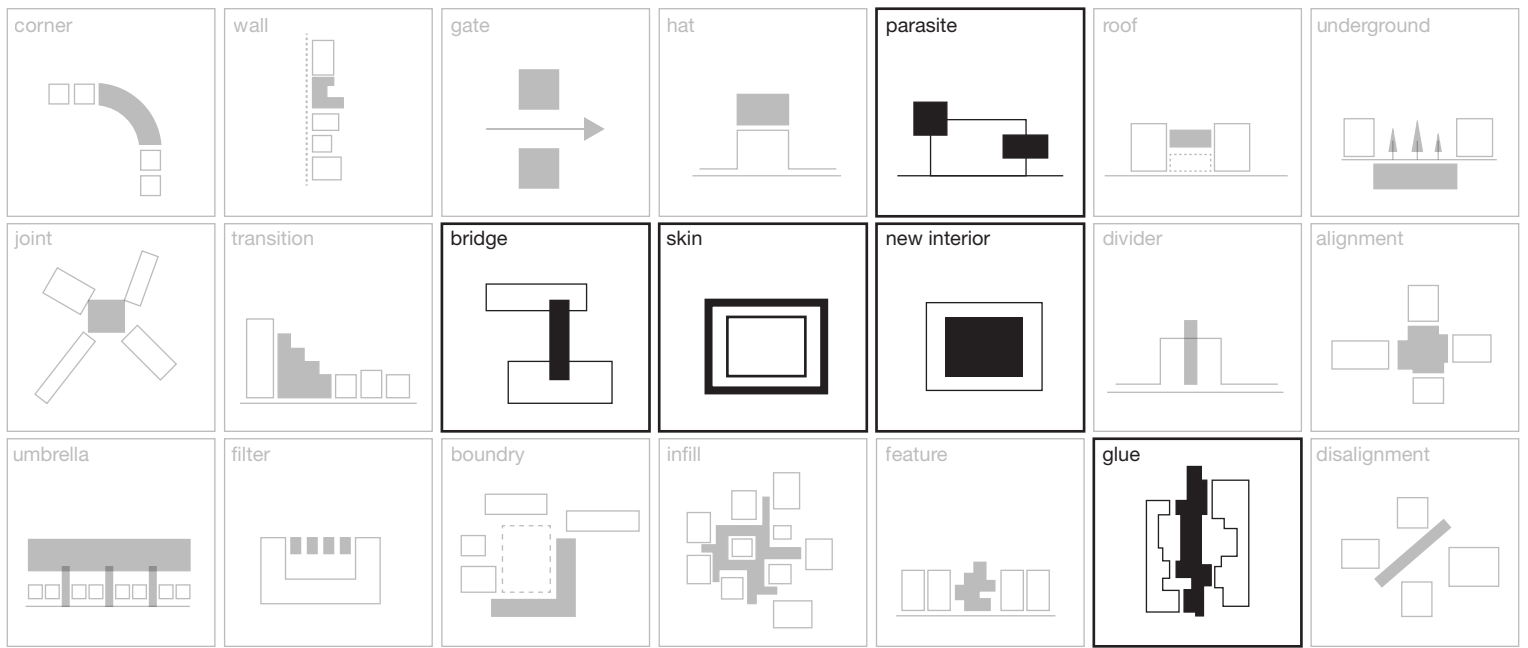 corner
wall
gate
hat
parasite
roof
underground
joint
transition
bridge
skin
new interior
divider
alignment
umbrella
filter
boundry
infill
feature
glue
disalignment